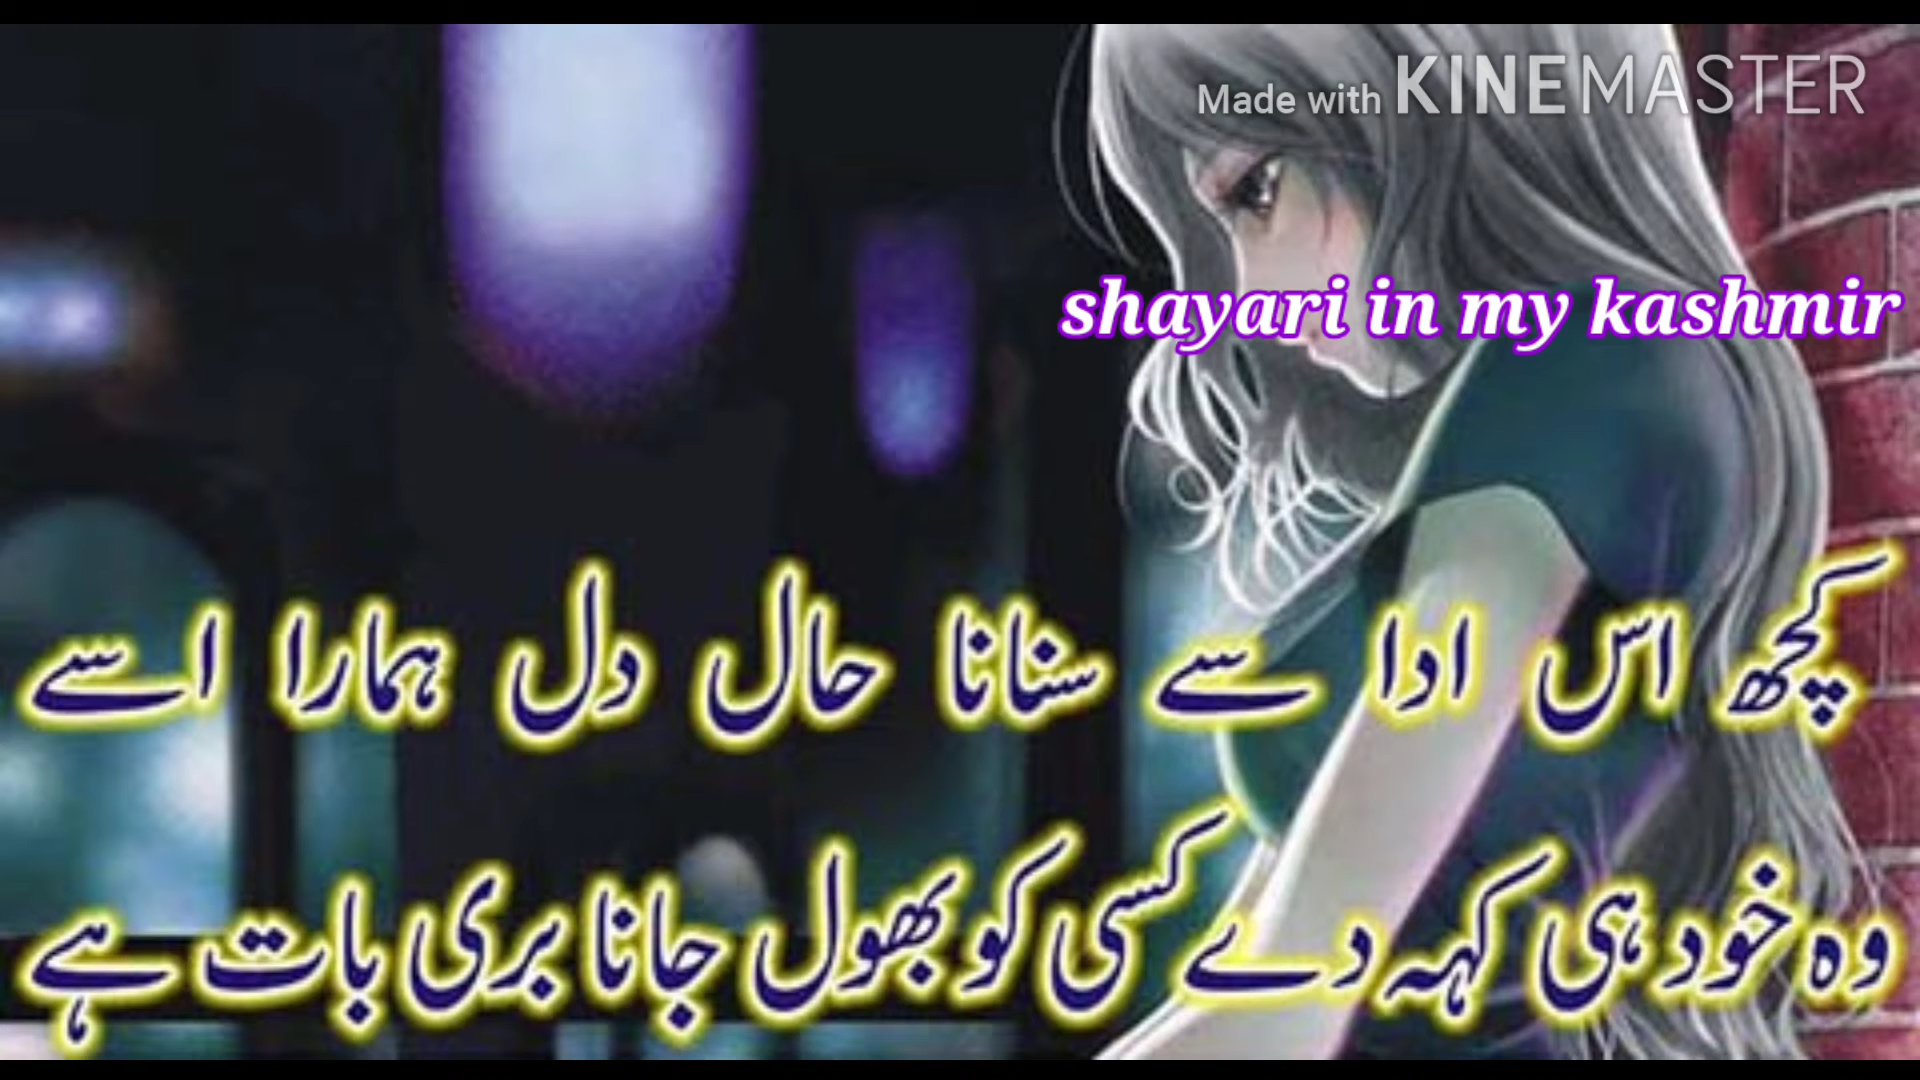 Made with KINEMASTER
shayari in my kashmir
کچھ اس ادا سے سنانا حال دل ہمارا اسے
وہ خود ہی کہہ دے کسی کو بھول جانا بری بات ہے